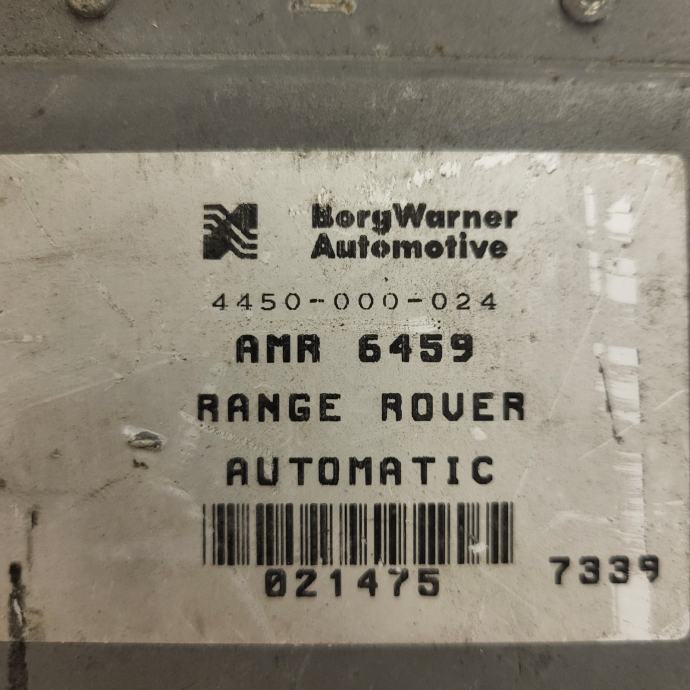 BorgWarner
Automotive
4450-000-024
AMR 6459
RANGE ROVER
AUTOMATIC
021475
7339